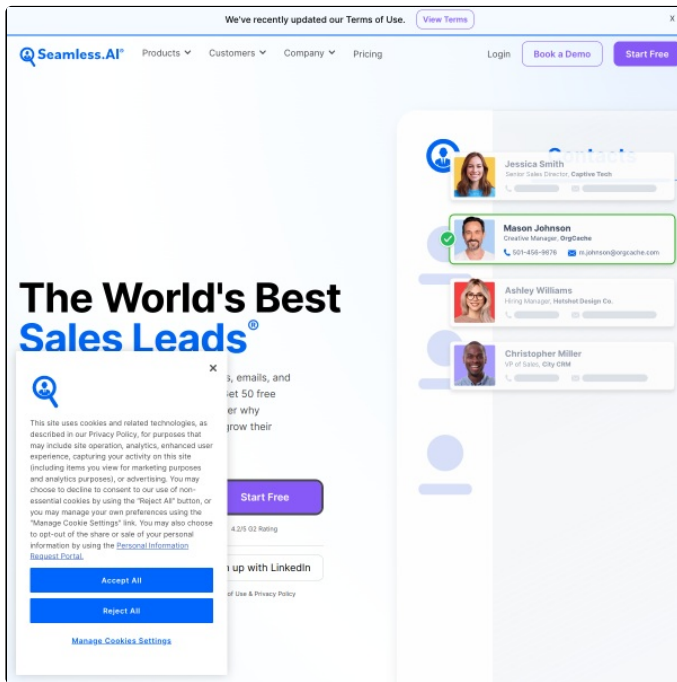 We've recently updated our Terms of Use. View Terms X
Seamless.AI® Products Customers Company Pricing Login Book a Demo Start Free
Contacts
Jessica Smith
Senior Sales Director, Captive Tech
Mason Johnson
Creative Manager, OrgCache
501-456-9976 m.johnson@orgcache.com
Ashley Williams
Hiring Manager, Hotshot Design Co.
Christopher Miller
VP of Sales, City CRM
The World's Best
Sales Leads®
s, emails, and
et 50 free
er why
grow their
Start Free
4.2/5 G2 Rating
up with LinkedIn
of Use & Privacy Policy
X
This site uses cookies and related technologies, as
described in our Privacy Policy, for purposes that
may include site operation, analytics, enhanced user
experience, capturing your activity on this site
(including items you view for marketing purposes
and analytics purposes), or advertising. You may
choose to decline to consent to our use of non-
essential cookies by using the "Reject All" button, or
you may manage your own preferences using the
"Manage Cookie Settings" link. You may also choose
to opt-out of the share or sale of your personal
information by using the Personal Information
Request Portal.
Accept All
Reject All
Manage Cookies Settings